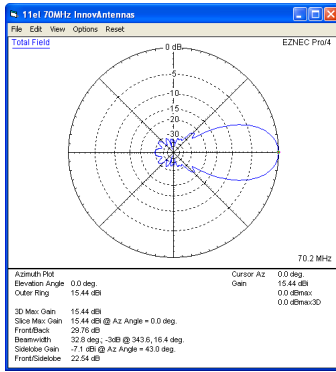 11el 70MHz InnovAntennas
File Edit View Options Reset
Total Field
EZNEC Pro/4
0 dB
-5
-10
-15
-20
-30
70.2 MHz
Azimuth Plot
Cursor Az 0.0 deg.
Elevation Angle 0.0 deg.
Gain 15.44 dBi
Outer Ring 15.44 dBi
0.0 dBmax
0.0 dBmax3D
3D Max Gain 15.44 dBi
Slice Max Gain 15.44 dBi @ Az Angle = 0.0 deg.
Front/Back 29.76 dB
Beamwidth 32.8 deg.; -3dB @ 343.6, 16.4 deg.
Sidelobe Gain -7.1 dBi @ Az Angle = 43.0 deg.
Front/Sidelobe 22.54 dB